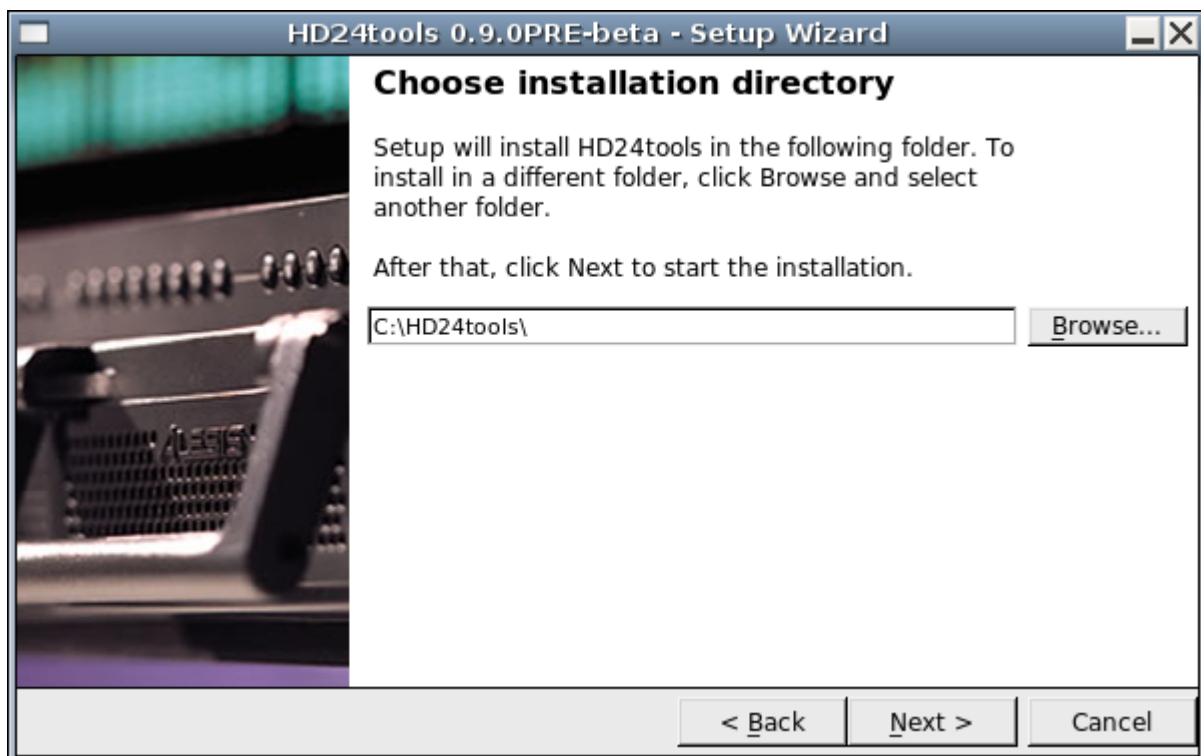 HD24tools 0.9.0PRE-beta - Setup Wizard
Choose installation directory
Setup will install HD24tools in the following folder. To
install in a different folder, click Browse and select
another folder.
After that, click Next to start the installation.
C:\HD24tools\
Browse...
ALESIS
< Back
Next >
Cancel